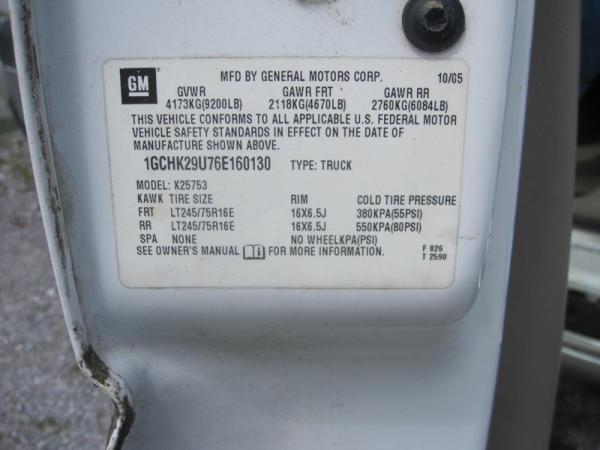 GM
MFD BY GENERAL MOTORS CORP. 10/05
GVWR GAWR FRT GAWR RR
4173KG(9200LB) 2118KG(4670LB) 2760KG(6084LB)
THIS VEHICLE CONFORMS TO ALL APPLICABLE U.S. FEDERAL MOTOR
VEHICLE SAFETY STANDARDS IN EFFECT ON THE DATE OF
MANUFACTURE SHOWN ABOVE.
1GCHK29U76E160130 TYPE: TRUCK
MODEL: K25753
KAWK TIRE SIZE RIM COLD TIRE PRESSURE
FRT LT245/75R16E 16X6.5J 380KPA(55PSI)
RR LT245/75R16E 16X6.5J 550KPA(80PSI)
SPA NONE NO WHEELKPA(PSI)
SEE OWNER'S MANUAL FOR MORE INFORMATION.
F 026
T 2590